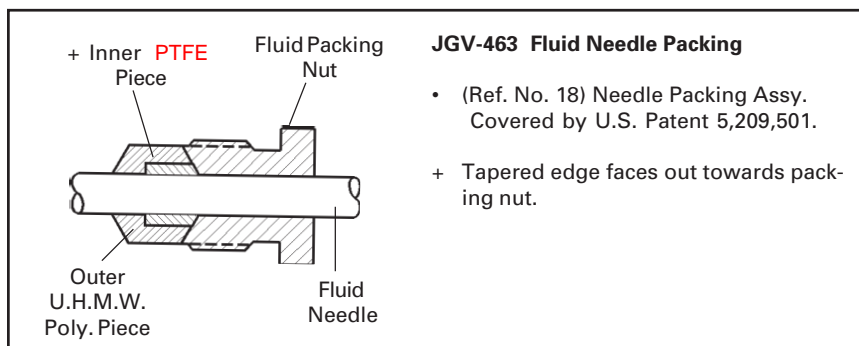 + Inner PTFE
Piece
Fluid Packing
Nut
Outer
U.H.M.W.
Poly. Piece
Fluid
Needle
JGV-463 Fluid Needle Packing
• (Ref. No. 18) Needle Packing Assy.
Covered by U.S. Patent 5,209,501.
+ Tapered edge faces out towards pack-
ing nut.